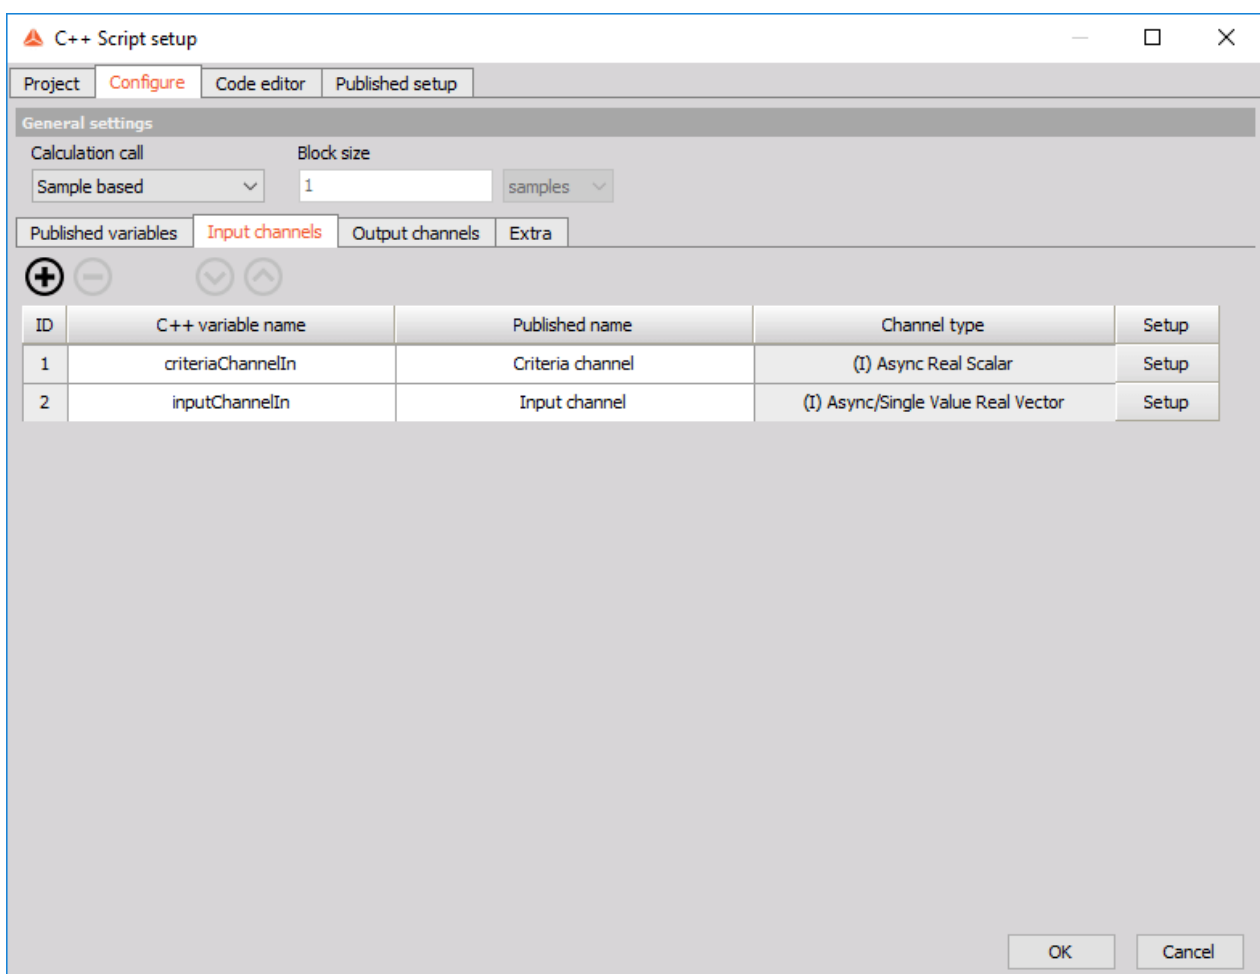 C++ Script setup
Project Configure Code editor Published setup
General settings
Calculation call Block size
Sample based 1 samples
Published variables Input channels Output channels Extra
ID C++ variable name Published name Channel type Setup
1 criteriaChannelIn Criteria channel (I) Async Real Scalar Setup
2 inputChannelIn Input channel (I) Async/Single Value Real Vector Setup
OK Cancel